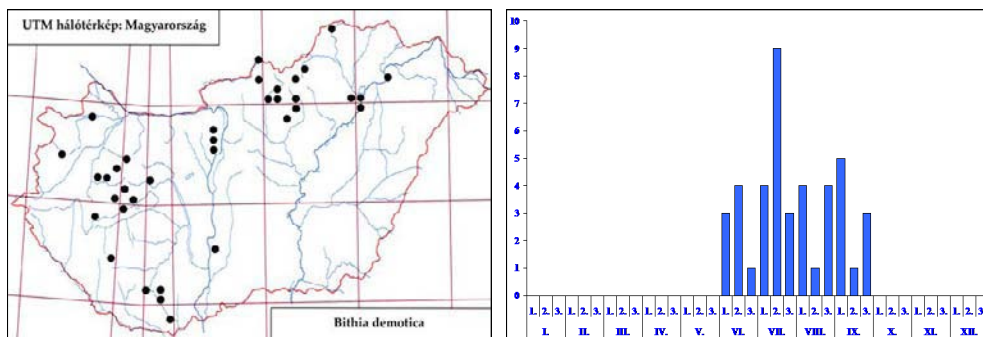 UTM hálótérkép: Magyarország
Bithia demotica
10
9
8
7
6
5
4
3
2
1
0
1. 2. 3. 1. 2. 3. 1. 2. 3. 1. 2. 3. 1. 2. 3. 1. 2. 3. 1. 2. 3. 1. 2. 3. 1. 2. 3. 1. 2. 3. 1. 2. 3. 1. 2. 3.
I. II. III. IV. V. VI. VII. VIII. IX. X. XI. XII.